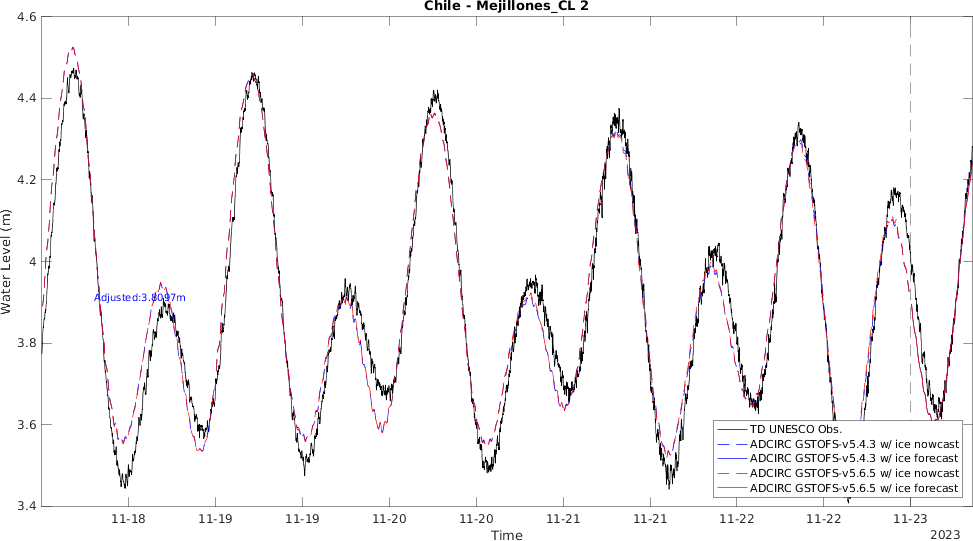 Chile - Mejillones_CL 2
4.6
4.4
4.2
4
3.8
3.6
3.4
Water Level (m)
Adjusted:3.8097m
TD UNESCO Obs.
ADCIRC GSTOFS-v5.4.3 w/ ice nowcast
ADCIRC GSTOFS-v5.4.3 w/ ice forecast
ADCIRC GSTOFS-v5.6.5 w/ ice nowcast
ADCIRC GSTOFS-v5.6.5 w/ ice forecast
11-18 11-19 11-19 11-20 11-20 11-21 11-21 11-22 11-22 11-23
Time
2023